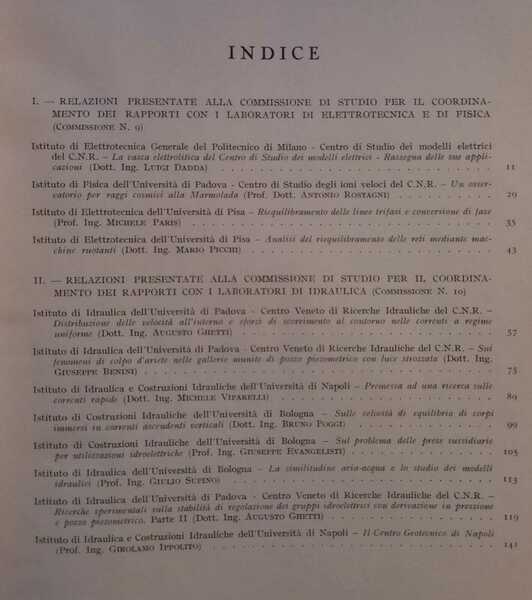 INDICE
I. — RELAZIONI PRESENTATE ALLA COMMISSIONE DI STUDIO PER IL COORDINA-
MENTO DEI RAPPORTI CON I LABORATORI DI ELETTROTECNICA E DI FISICA
(COMMISSIONE N. 9)
Istituto di Elettrotecnica Generale del Politecnico di Milano - Centro di Studio dei modelli elettrici
del C.N.R. – La vasca elettrolitica del Centro di Studio dei modelli elettrici - Rassegna delle sue appli-
cazioni (Dott. Ing. LUIGI DADDA) . . . . . . . . . . . . . . . . . . . . 11
Istituto di Fisica dell'Università di Padova - Centro di Studio degli ioni veloci del C.N.R. – Un osser-
vatorio per raggi cosmici alla Marmolada (Prof. Dott. ANTONIO ROSTAGNI) . . . . . . . . 29
Istituto di Elettrotecnica dell'Università di Pisa – Riequilibramento delle linee trifasi e conversione di fase
(Prof. Ing. MICHELE PARIS) . . . . . . . . . . . . . . . . . . . . 35
Istituto di Elettrotecnica dell'Università di Pisa – Analisi del riequilibramento delle reti mediante mac-
chine ruotanti (Dott. Ing. MARIO PICCHI) . . . . . . . . . . . . . . . . . . 43
II. — RELAZIONI PRESENTATE ALLA COMMISSIONE DI STUDIO PER IL COORDINA-
MENTO DEI RAPPORTI CON I LABORATORI DI IDRAULICA (COMMISSIONE N. 10)
Istituto di Idraulica dell'Università di Padova - Centro Veneto di Ricerche Idrauliche del C.N.R. –
Distribuzione delle velocità all'interno e sforzi di scorrimento al contorno nelle correnti a regime
uniforme (Dott. Ing. AUGUSTO GHETTI) . . . . . . . . . . . . . . . . . . 57
Istituto di Idraulica dell'Università di Padova - Centro Veneto di Ricerche Idrauliche del C.N.R. – Sui
fenomeni di colpo d'ariete nelle gallerie munite di pozzo piezometrico con luce strozzata (Dott. Ing.
GIUSEPPE BENINI) . . . . . . . . . . . . . . . . . . . . 75
Istituto di Idraulica e Costruzioni Idrauliche dell'Università di Napoli – Premessa ad una ricerca sulle
correnti rapide (Dott. Ing. MICHELE VIPARELLI) . . . . . . . . . . . . . . . . 89
Istituto di Costruzioni Idrauliche dell'Università di Bologna – Sulle velocità di equilibrio di corpi
immersi in correnti ascendenti verticali (Dott. Ing. BRUNO POGGI) . . . . . . . . . . 99
Istituto di Costruzioni Idrauliche dell'Università di Bologna – Sul problema delle prese sussidiarie
per utilizzazioni idroelettriche (Prof. Ing. GIUSEPPE EVANGELISTI) . . . . . . . . . . 105
Istituto di Idraulica dell'Università di Bologna – La similitudine aria-acqua e lo studio dei modelli
idraulici (Prof. Ing. GIULIO SUPINO) . . . . . . . . . . . . . . . . . . 113
Istituto di Idraulica dell'Università di Padova - Centro Veneto di Ricerche Idrauliche del C.N.R. –
Ricerche sperimentali sulla stabilità di regolazione dei gruppi idroelettrici con derivazione in pressione
e pozzo piezometrico. Parte II (Dott. Ing. AUGUSTO GHETTI) . . . . . . . . . . 119
Istituto di Idraulica e Costruzioni Idrauliche dell'Università di Napoli – Il Centro Geotecnico di Napoli
(Prof. Ing. GIROLAMO IPPOLITO) . . . . . . . . . . . . . . . . . . 141